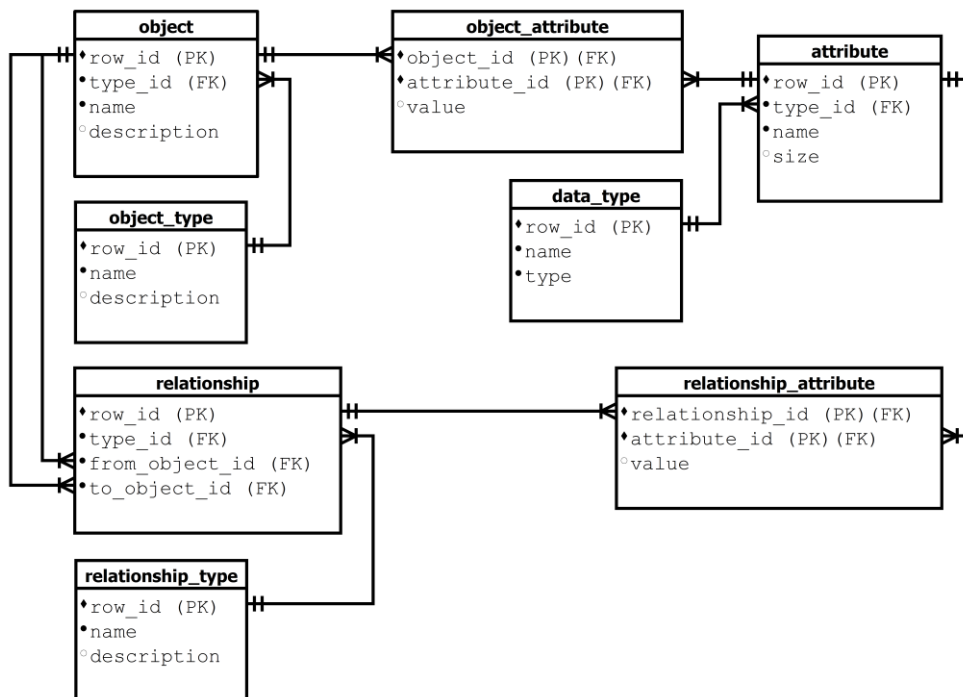 object
row_id (PK)
type_id (FK)
name
description
object_attribute
object_id (PK)(FK)
attribute_id (PK)(FK)
value
attribute
row_id (PK)
type_id (FK)
name
size
object_type
row_id (PK)
name
description
data_type
row_id (PK)
name
type
relationship
row_id (PK)
type_id (FK)
from_object_id (FK)
to_object_id (FK)
relationship_attribute
relationship_id (PK)(FK)
attribute_id (PK)(FK)
value
relationship_type
row_id (PK)
name
description